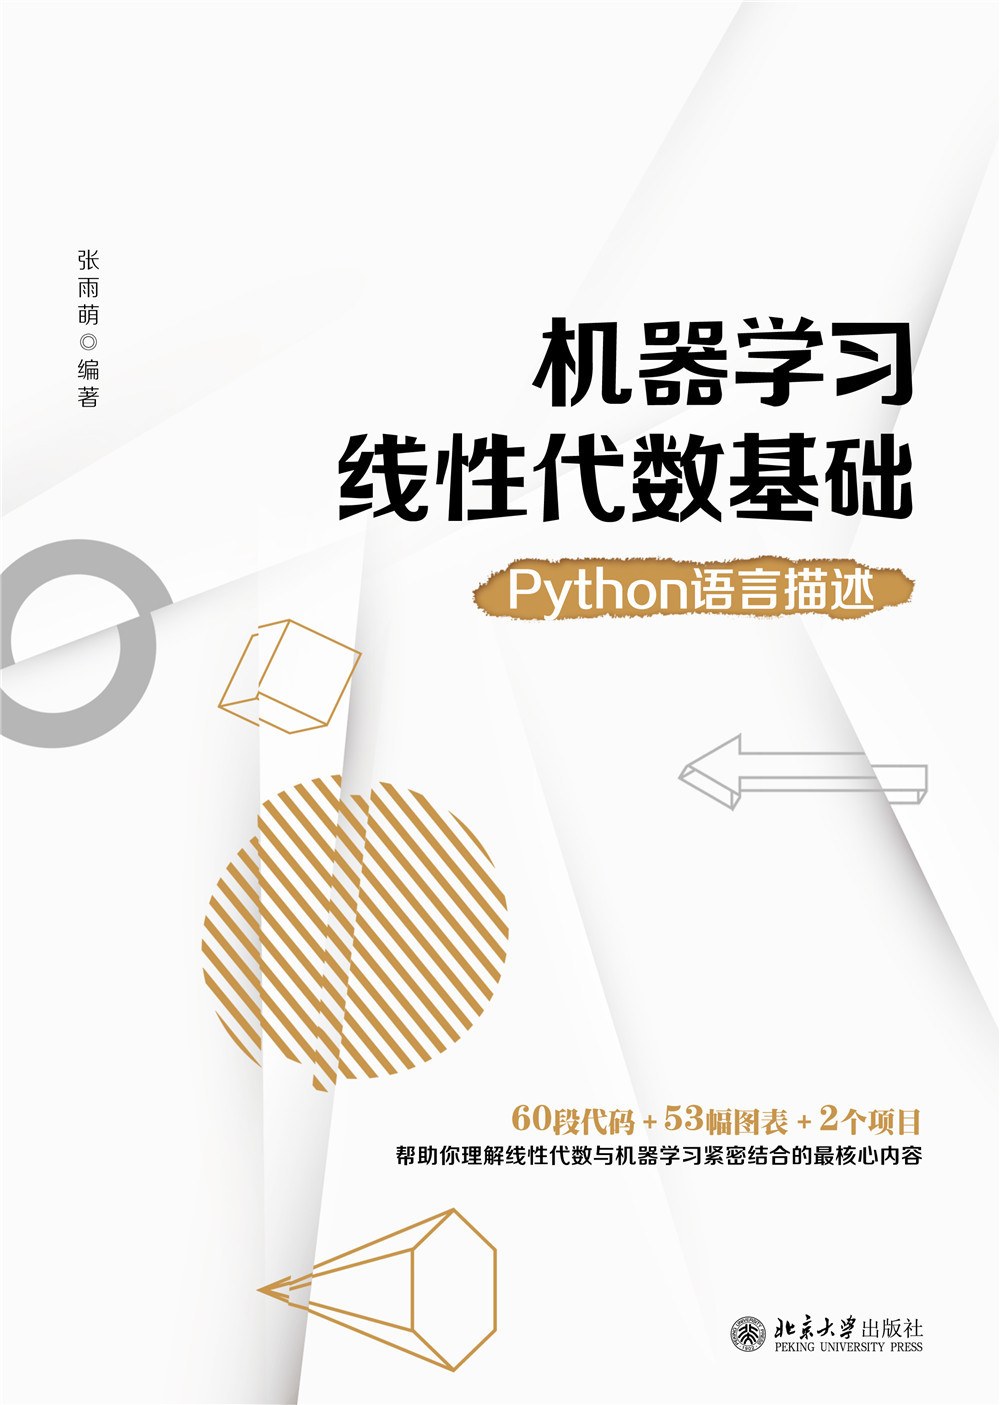 张雨萌◎编著
机器学习
线性代数基础
Python语言描述
60段代码+53幅图表+2个项目
帮助你理解线性代数与机器学习紧密结合的最核心内容
北京大学出版社
PEKING UNIVERSITY PRESS